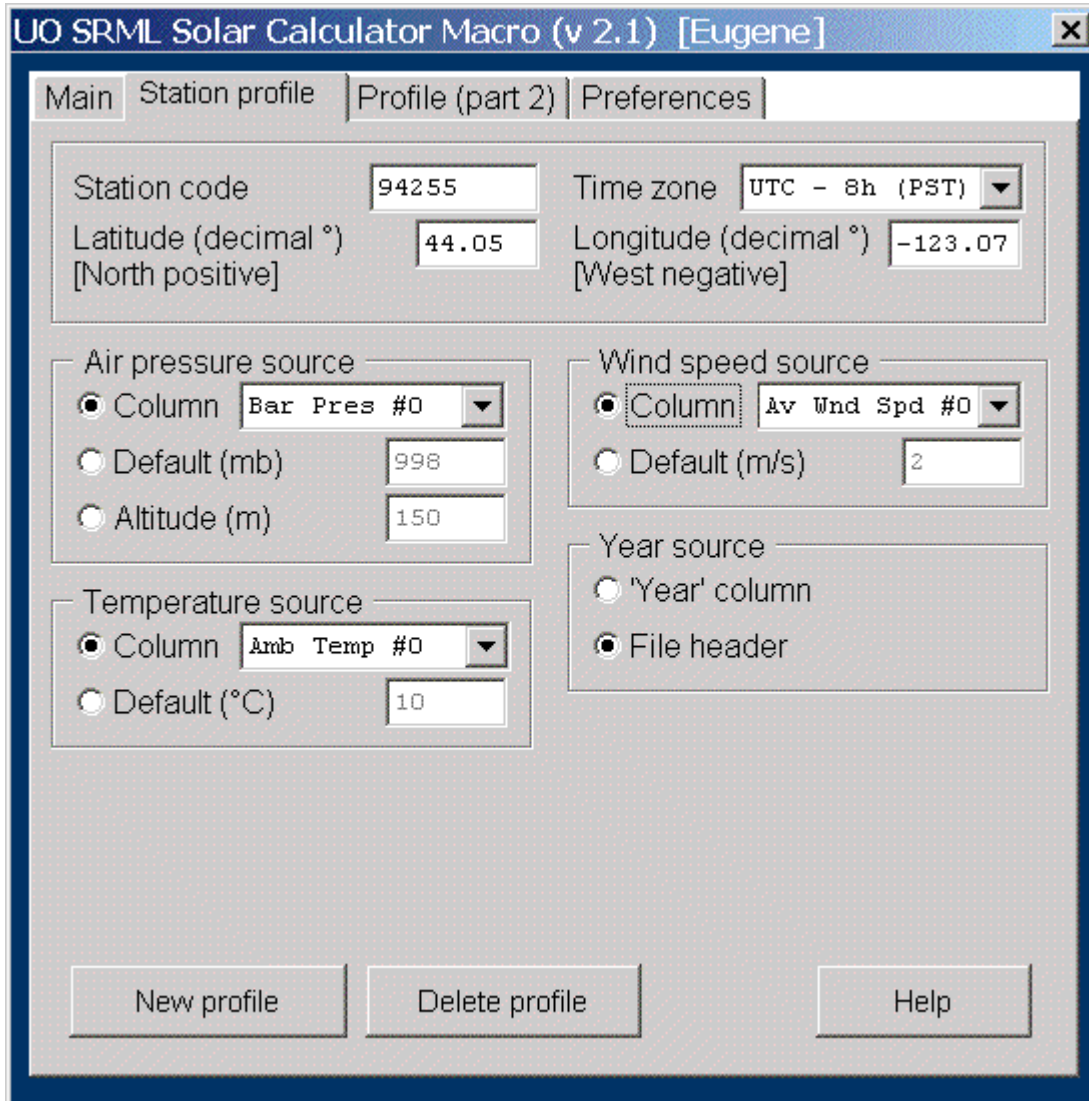 UO SRML Solar Calculator Macro (v 2.1) [Eugene]
Main Station profile Profile (part 2) Preferences
Station code 94255 Time zone UTC - 8h (PST)
Latitude (decimal °) 44.05 Longitude (decimal °) -123.07
[North positive] [West negative]
Air pressure source
Column Bar Pres #0
Default (mb) 998
Altitude (m) 150
Wind speed source
Column Av Wnd Spd #0
Default (m/s) 2
Temperature source
Column Amb Temp #0
Default (°C) 10
Year source
'Year' column
File header
New profile Delete profile Help